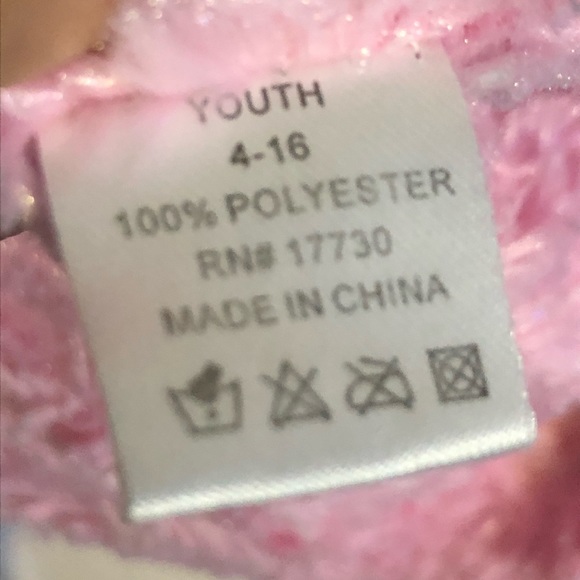 YOUTH
4-16
100% POLYESTER
RN# 17730
MADE IN CHINA